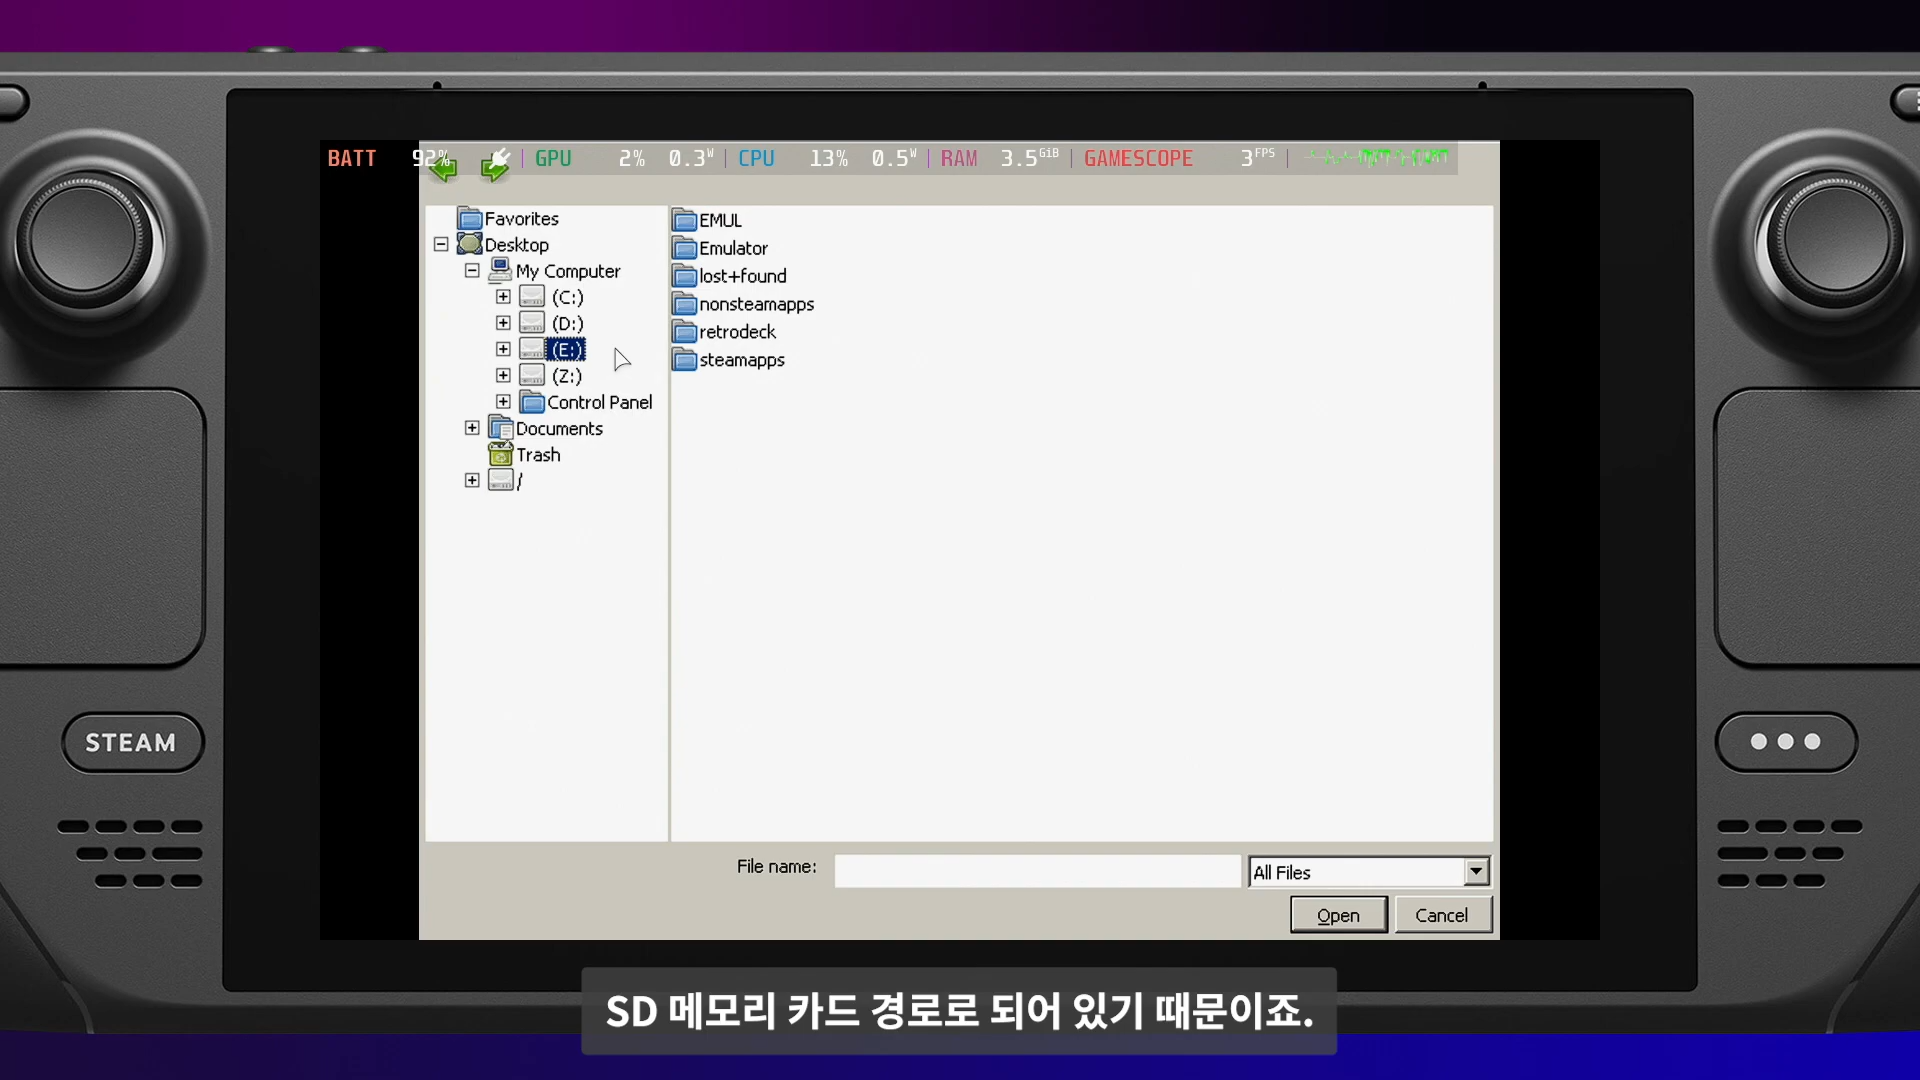 BATT 92% GPU 2% 0.3W CPU 13% 0.5W RAM 3.5GiB GAMESCOPE 3FPS
Favorites
Desktop
My Computer
(C:)
(D:)
(E:)
(Z:)
Control Panel
Documents
Trash
/
EMUL
Emulator
lost+found
nonsteamapps
retrodeck
steamapps
File name:
All Files
Open
Cancel
STEAM
SD 메모리 카드 경로로 되어 있기 때문이죠.